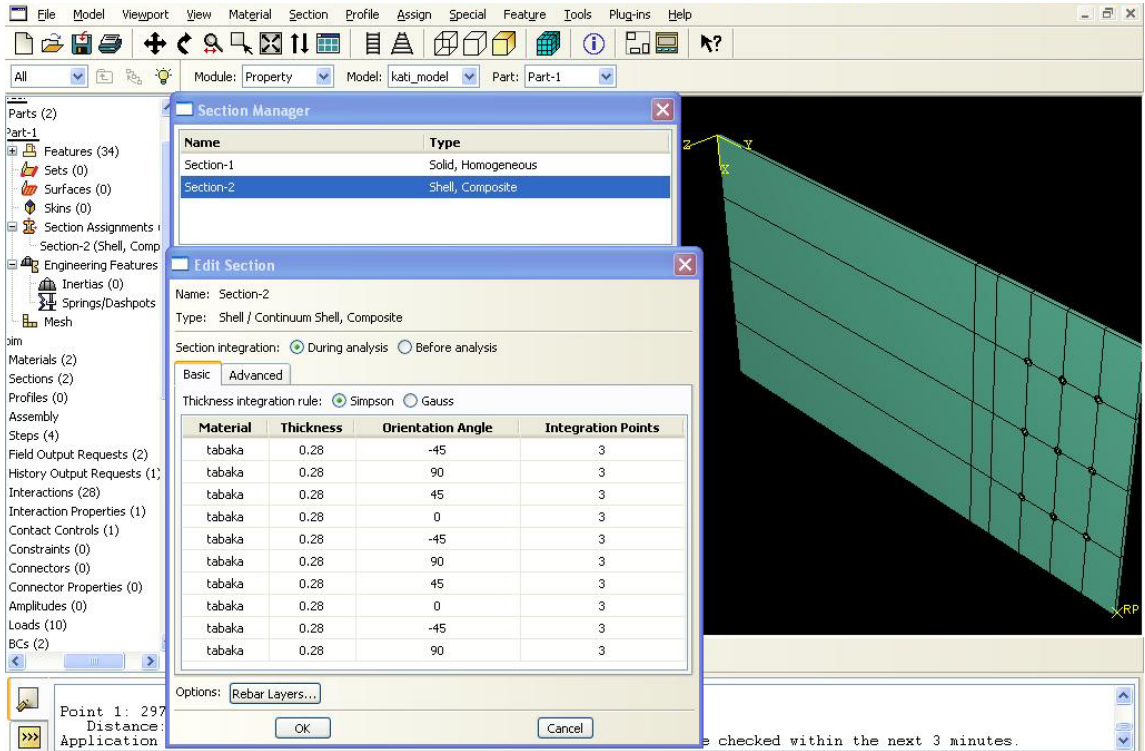 File Model Viewport View Material Section Profile Assign Special Feature Tools Plug-ins Help
All Module: Property Model: kati_model Part: Part-1
Parts (2)
Part-1
Features (34)
Sets (0)
Surfaces (0)
Skins (0)
Section Assignments
Section-2 (Shell, Comp
Engineering Features
Inertias (0)
Springs/Dashpots
Mesh
Materials (2)
Sections (2)
Profiles (0)
Assembly
Steps (4)
Field Output Requests (2)
History Output Requests (1)
Interactions (28)
Interaction Properties (1)
Contact Controls (1)
Constraints (0)
Connectors (0)
Connector Properties (0)
Amplitudes (0)
Loads (10)
BCs (2)
Section Manager
Name Type
Section-1 Solid, Homogeneous
Section-2 Shell, Composite
Edit Section
Name: Section-2
Type: Shell / Continuum Shell, Composite
Section integration: During analysis Before analysis
Basic Advanced
Thickness integration rule: Simpson Gauss
Material Thickness Orientation Angle Integration Points
tabaka 0.28 -45 3
tabaka 0.28 90 3
tabaka 0.28 45 3
tabaka 0.28 0 3
tabaka 0.28 -45 3
tabaka 0.28 90 3
tabaka 0.28 45 3
tabaka 0.28 0 3
tabaka 0.28 -45 3
tabaka 0.28 90 3
Options: Rebar Layers...
OK Cancel
Z Y
X
RP
Point 1: 297
Distance:
Application e checked within the next 3 minutes.